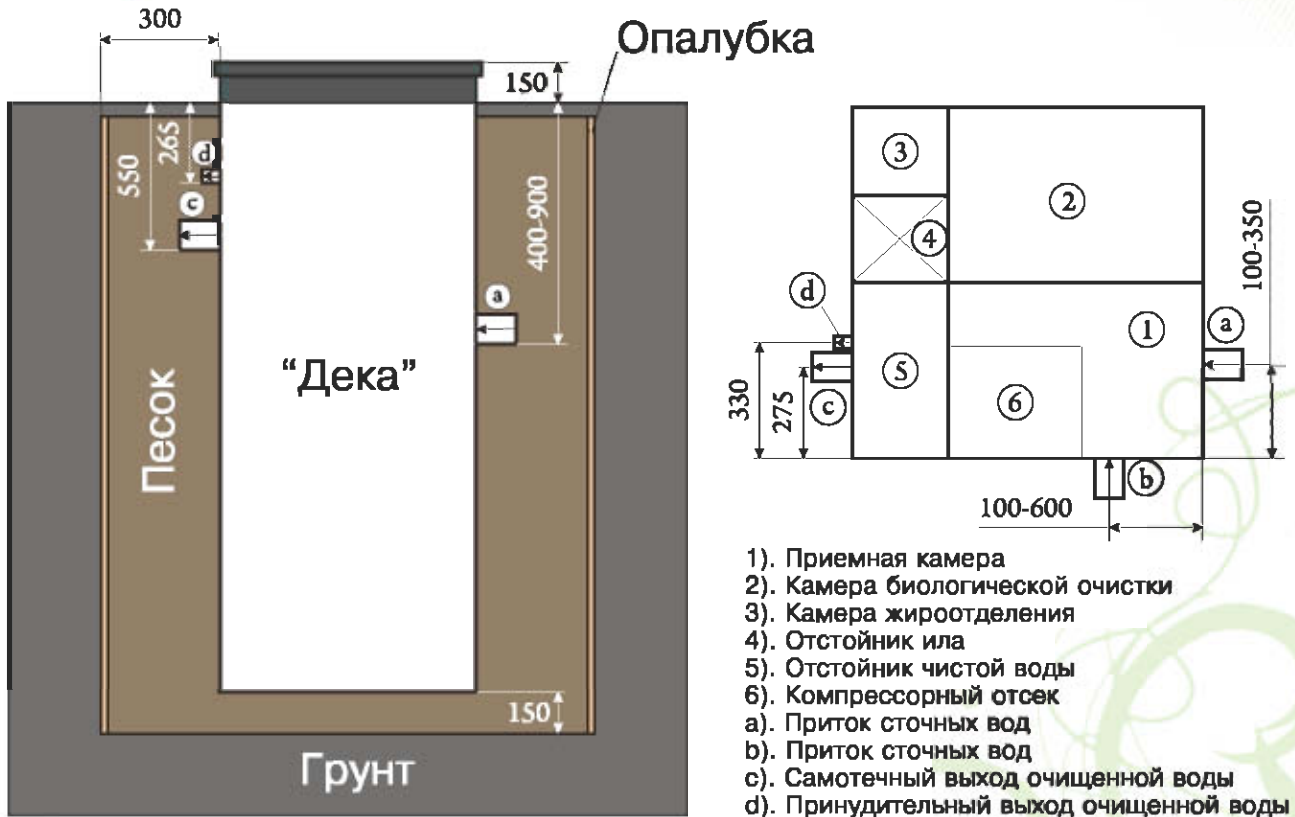 300
Опалубка
150
265
550
d
c
400-900
a
"Дека"
Песок
150
Грунт
3
2
4
100-350
d
1
a
5
6
c
330
275
b
100-600
1). Приемная камера
2). Камера биологической очистки
3). Камера жироотделения
4). Отстойник ила
5). Отстойник чистой воды
6). Компрессорный отсек
a). Приток сточных вод
b). Приток сточных вод
c). Самотечный выход очищенной воды
d). Принудительный выход очищенной воды